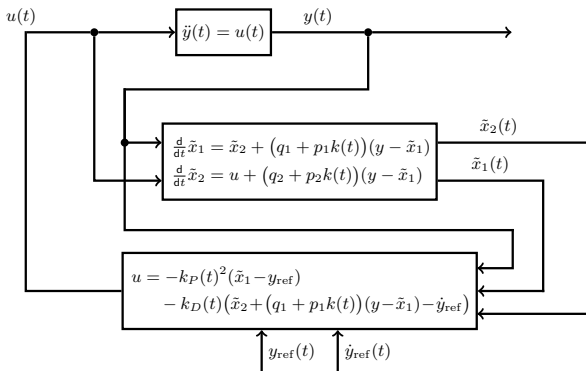 u(t)
ÿ(t) = u(t)
y(t)
d/dt x̃₁ = x̃₂ + (q₁ + p₁k(t))(y − x̃₁)
d/dt x̃₂ = u + (q₂ + p₂k(t))(y − x̃₁)
x̃₂(t)
x̃₁(t)
u = −k_P(t)²(x̃₁−y_ref)
− k_D(t)(x̃₂+(q₁ + p₁k(t))(y−x̃₁)−ẏ_ref)
y_ref(t)
ẏ_ref(t)